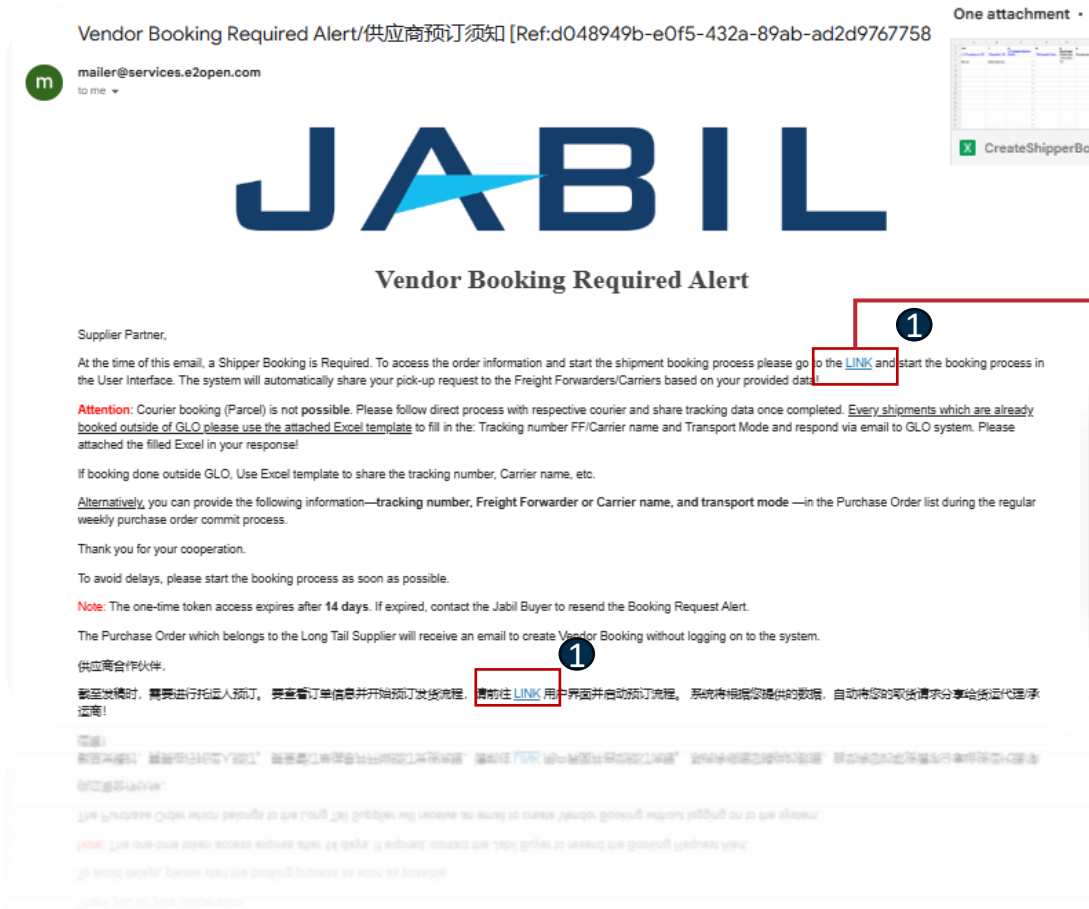 Vendor Booking Required Alert/供应商预订须知 [Ref:d048949b-e0f5-432a-89ab-ad2d9767758
One attachment •
m
mailer@services.e2open.com
to me
X CreateShipperBo
JABIL
Vendor Booking Required Alert
1
Supplier Partner,
At the time of this email, a Shipper Booking is Required. To access the order information and start the shipment booking process please go to the LINK and start the booking process in
the User Interface. The system will automatically share your pick-up request to the Freight Forwarders/Carriers based on your provided data!
Attention: Courier booking (Parcel) is not possible. Please follow direct process with respective courier and share tracking data once completed. Every shipments which are already
booked outside of GLO please use the attached Excel template to fill in the: Tracking number FF/Carrier name and Transport Mode and respond via email to GLO system. Please
attached the filled Excel in your response!
If booking done outside GLO, Use Excel template to share the tracking number, Carrier name, etc.
Alternatively, you can provide the following information—tracking number, Freight Forwarder or Carrier name, and transport mode —in the Purchase Order list during the regular
weekly purchase order commit process.
Thank you for your cooperation.
To avoid delays, please start the booking process as soon as possible.
Note: The one-time token access expires after 14 days. If expired, contact the Jabil Buyer to resend the Booking Request Alert.
The Purchase Order which belongs to the Long Tail Supplier will receive an email to create Vendor Booking without logging on to the system.
1
供应商合作伙伴,
截至发稿时,需要进行托运人预订。 要查看订单信息并开始预订发货流程,请前往 LINK 用户界面并启动预订流程。 系统将根据您提供的数据,自动将您的取货请求分享给货运代理/承
运商!